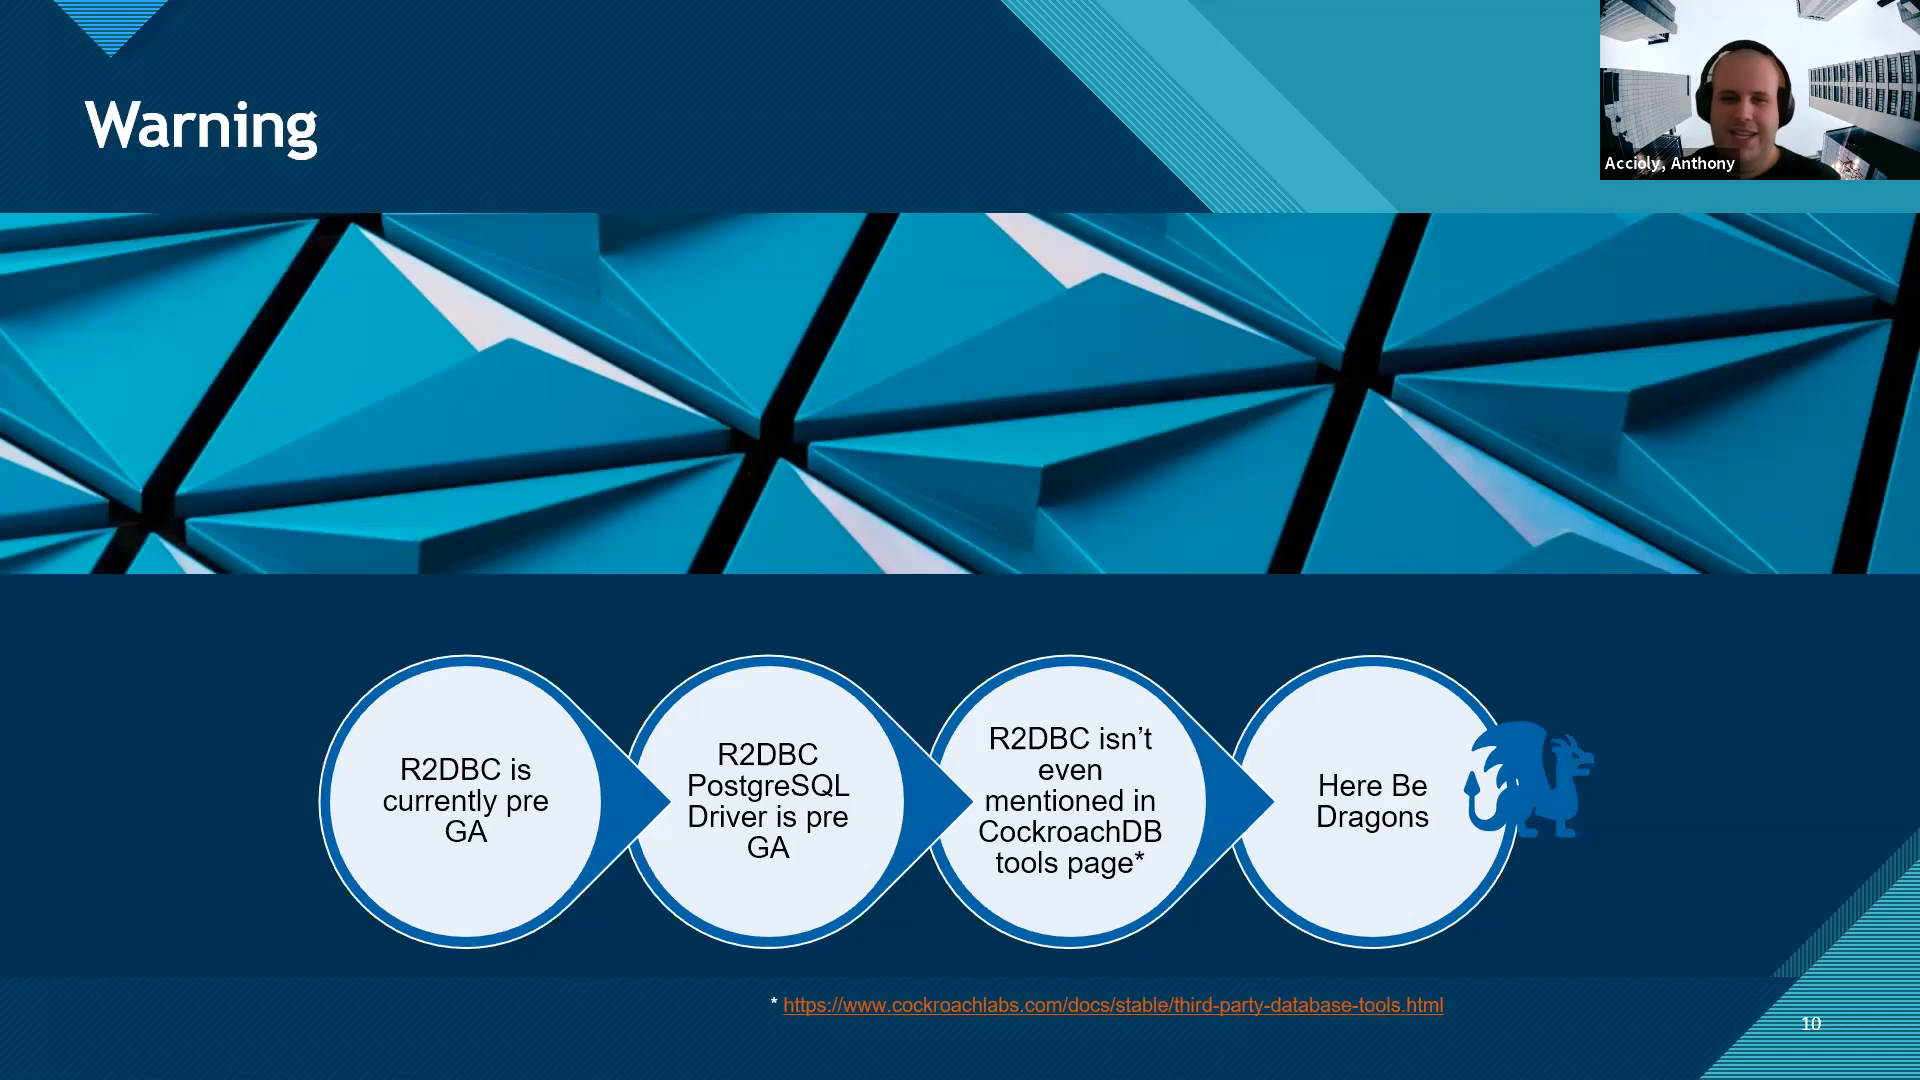 Warning
Accioly, Anthony
R2DBC is
currently pre
GA
R2DBC
PostgreSQL
Driver is pre
GA
R2DBC isn’t
even
mentioned in
CockroachDB
tools page*
Here Be
Dragons
* https://www.cockroachlabs.com/docs/stable/third-party-database-tools.html
10